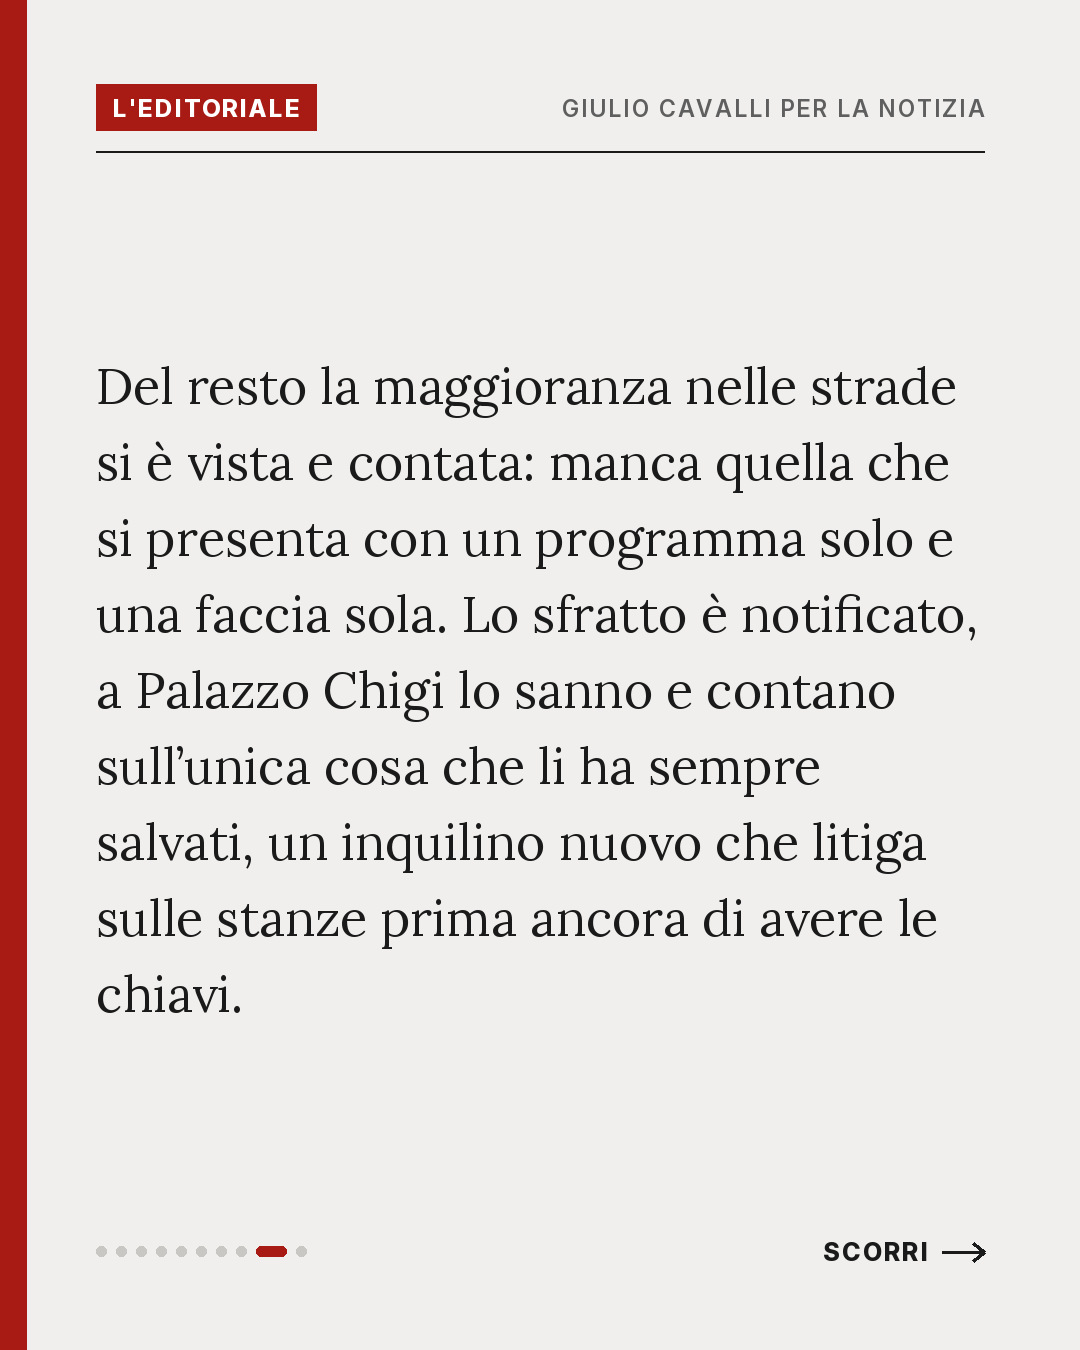 L'EDITORIALE
GIULIO CAVALLI PER LA NOTIZIA
Del resto la maggioranza nelle strade
si è vista e contata: manca quella che
si presenta con un programma solo e
una faccia sola. Lo sfratto è notificato,
a Palazzo Chigi lo sanno e contano
sull’unica cosa che li ha sempre
salvati, un inquilino nuovo che litiga
sulle stanze prima ancora di avere le
chiavi.
SCORRI